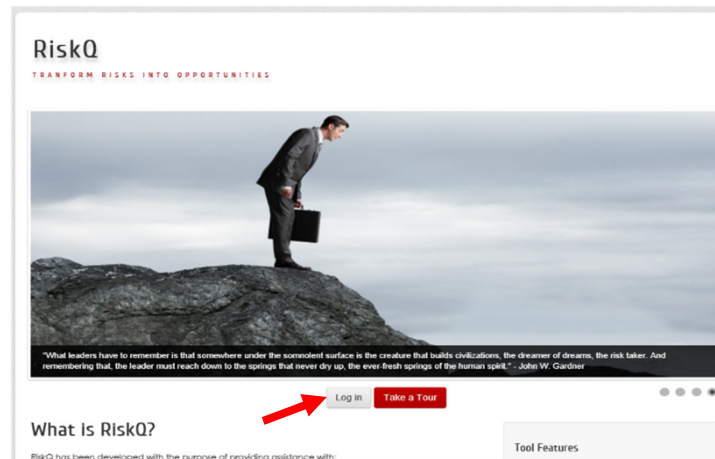 RiskQ
TRANFORM RISKS INTO OPPORTUNITIES
"What leaders have to remember is that somewhere under the somnolent surface is the creature that builds civilizations, the dreamer of dreams, the risk taker. And
remembering that, the leader must reach down to the springs that never dry up, the ever-fresh springs of the human spirit." - John W. Gardner
Log in Take a Tour
What is RiskQ?
Tool Features
RiskQ has been developed with the purpose of providing assistance with: